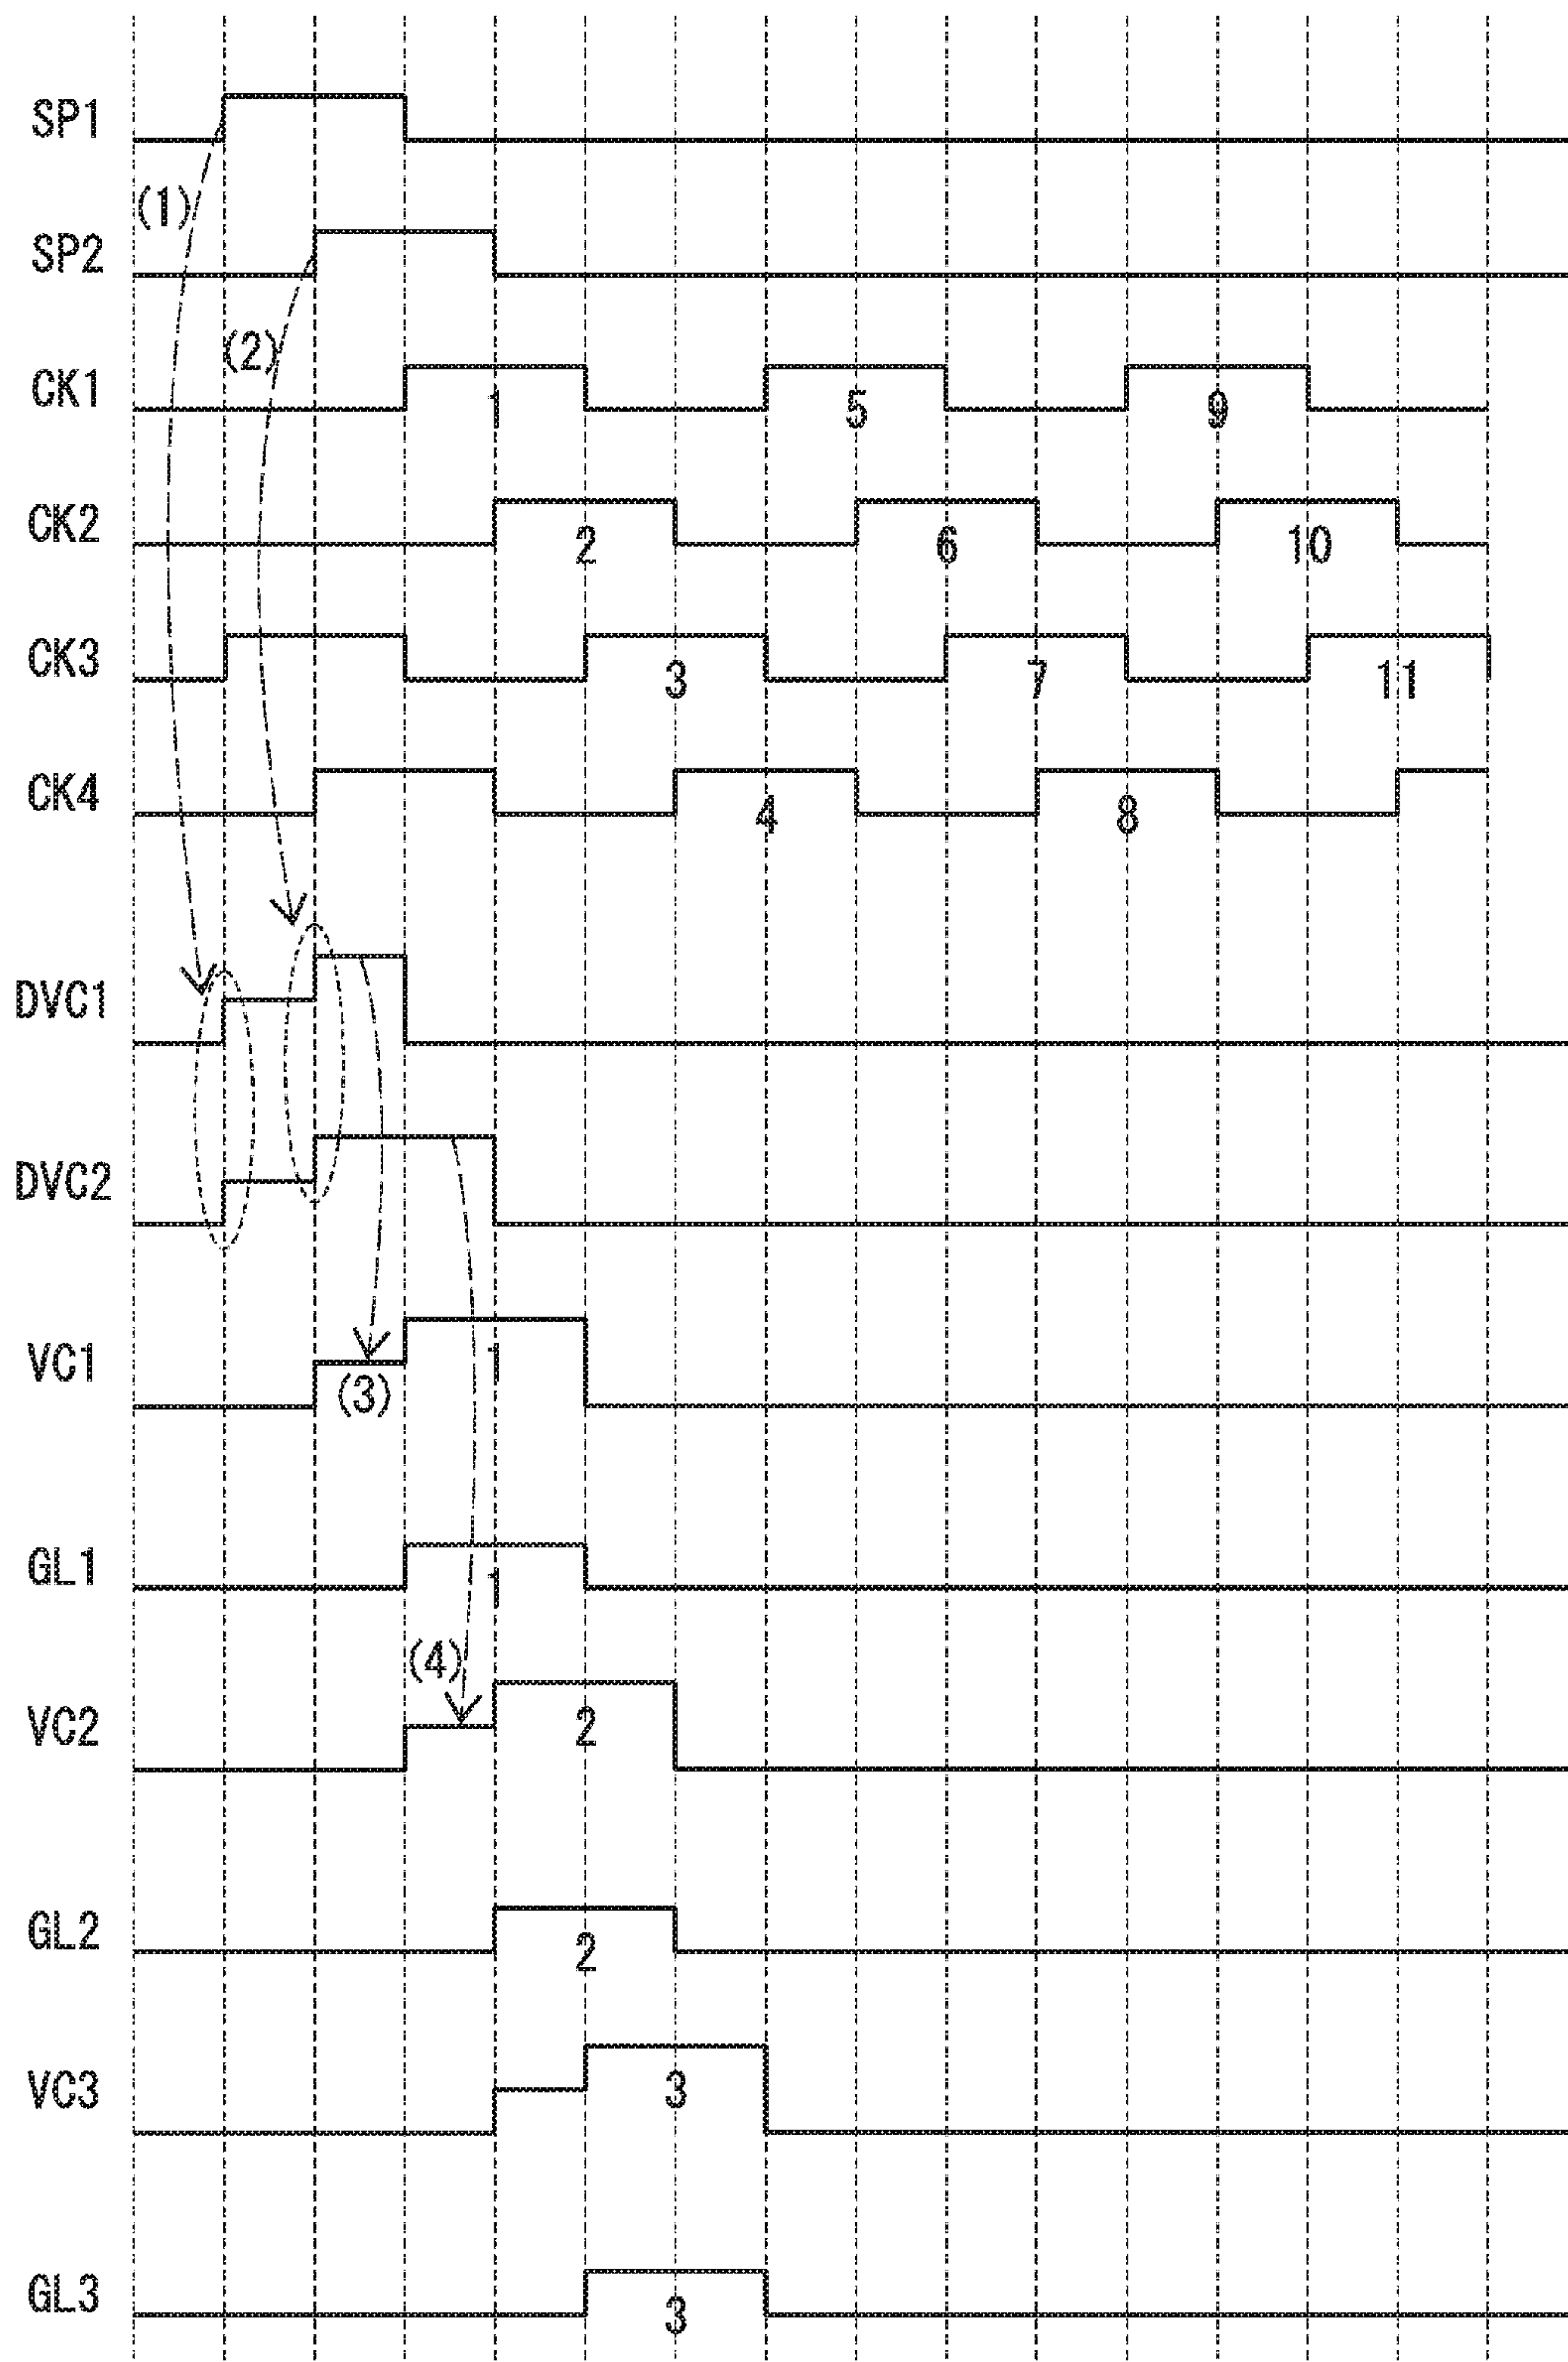 SP1
(1)
SP2
(2)
CK1
1 5 9
CK2
2 6 10
CK3
3 7 11
CK4
4 8
DVC1
DVC2
VC1
1
(3)
GL1
1
(4)
VC2
2
GL2
2
VC3
3
GL3
3